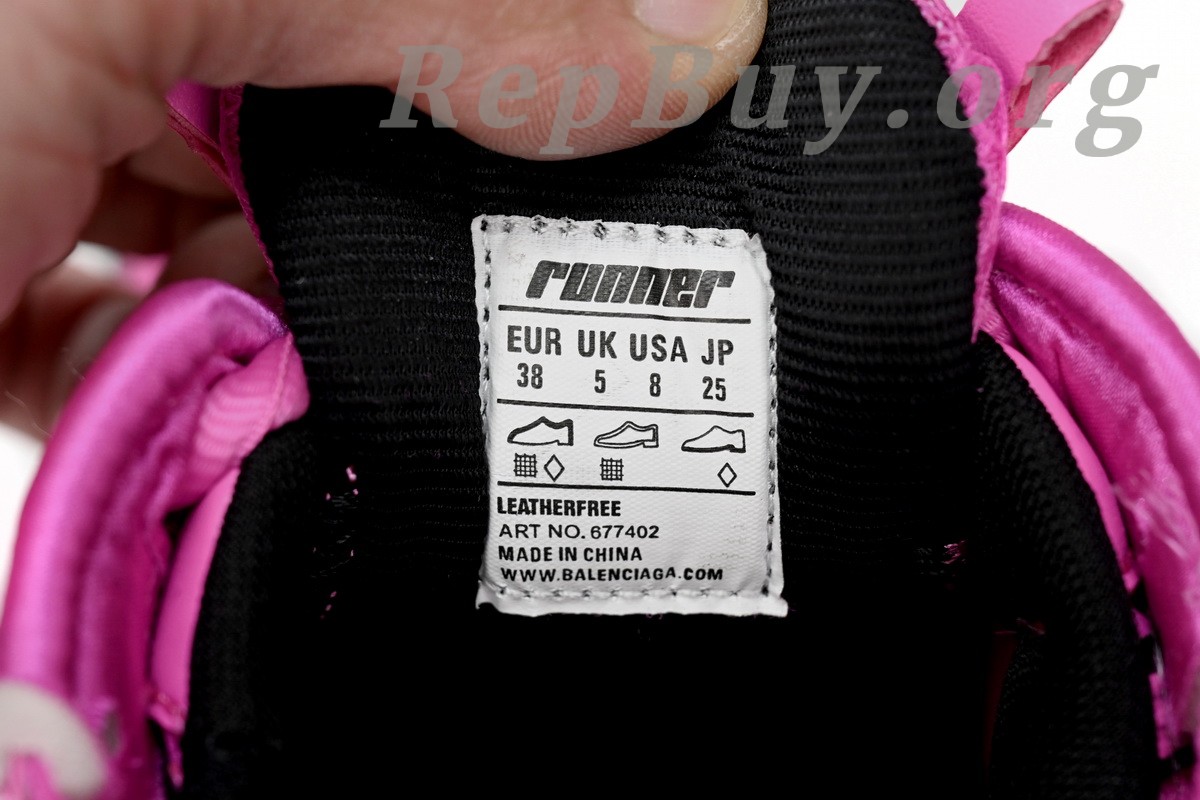 RepBuy.org
runner
EUR UK USA JP
38 5 8 25
LEATHERFREE
ART NO. 677402
MADE IN CHINA
WWW.BALENCIAGA.COM